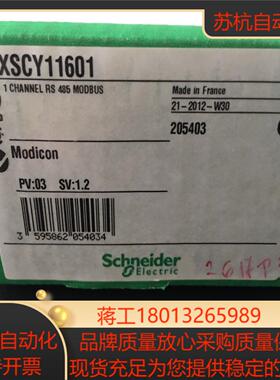 苏杭自动化
XSCY11601
1 CHANNEL RS 485 MODBUS
Made in France
21-2012-W30
205403
Modicon
PV:03 SV:1.2
3 595862 054034
Schneider
Electric
蒋工18013265989
自动化
品牌质量放心采购质量保
开票
现货充足为您提供稳定的